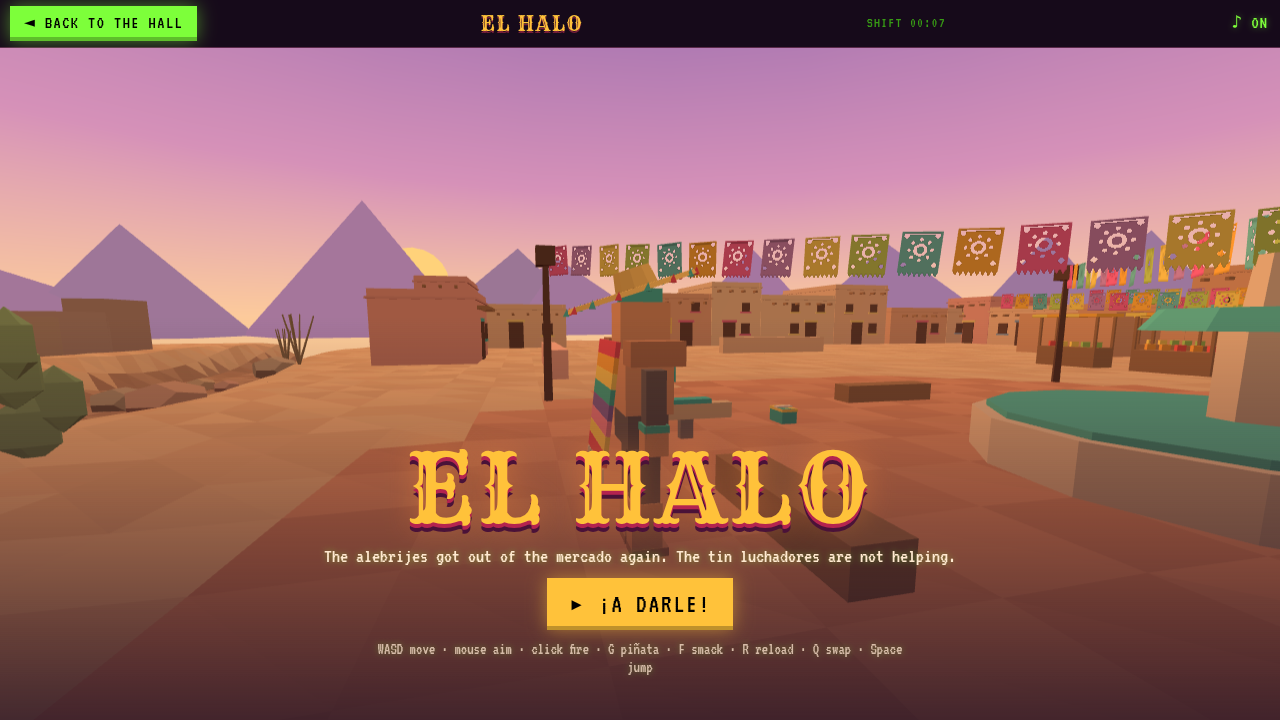 ◄ BACK TO THE HALL
EL HALO
SHIFT 00:07
♪ ON
EL HALO
The alebrijes got out of the mercado again. The tin luchadores are not helping.
► ¡A DARLE!
WASD move · mouse aim · click fire · G piñata · F smack · R reload · Q swap · Space
jump